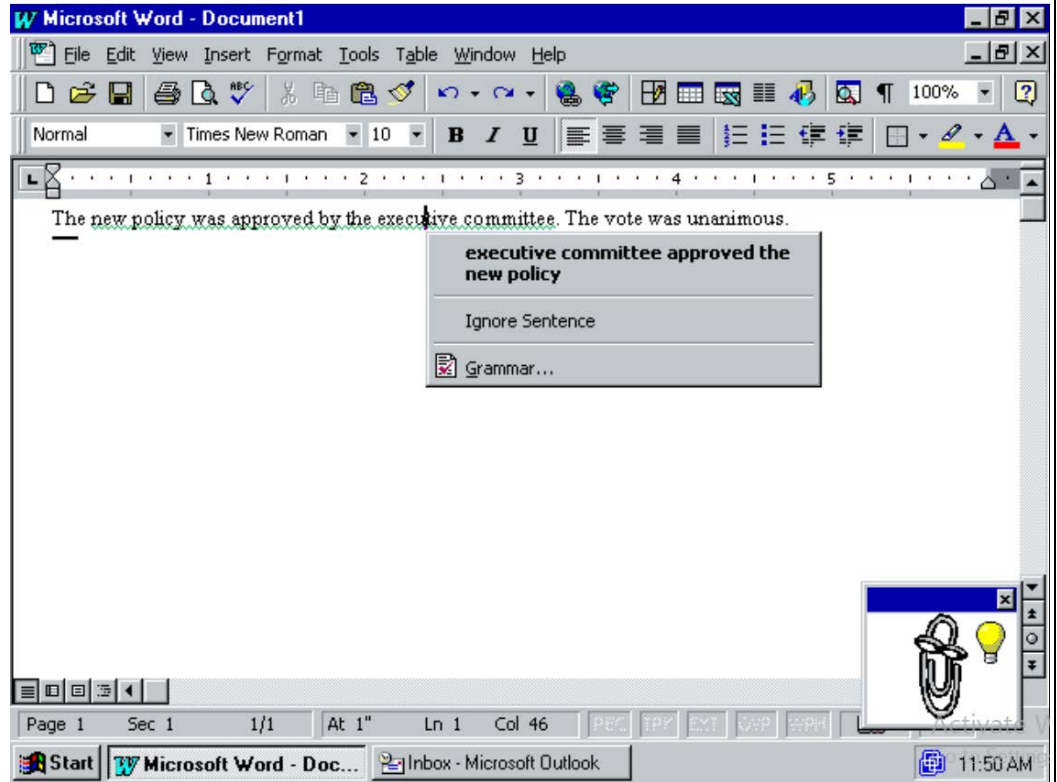 Microsoft Word - Document1
File Edit View Insert Format Tools Table Window Help
ABC 100%
Normal Times New Roman 10 B I U A
1 2 3 4 5
The new policy was approved by the executive committee. The vote was unanimous.
executive committee approved the
new policy
Ignore Sentence
Grammar...
Page 1 Sec 1 1/1 At 1" Ln 1 Col 46 REC TRK EXT OVR WPH
Start Microsoft Word - Doc... Inbox - Microsoft Outlook 11:50 AM